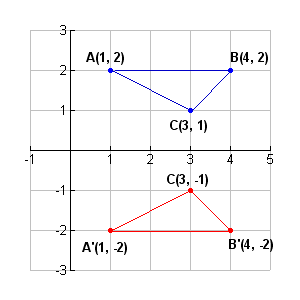 3
A(1, 2) B(4, 2)
2
1
C(3, 1)
-1 1 2 3 4 5
C(3, -1)
-1
-2
A'(1, -2) B'(4, -2)
-3